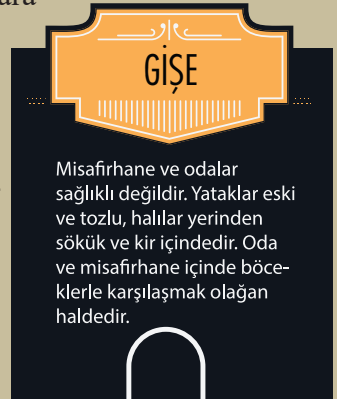 GİŞE
Misafirhane ve odalar
sağlıklı değildir. Yataklar eski
ve tozlu, halılar yerinden
sökük ve kir içindedir. Oda
ve misafirhane içinde böce-
klerle karşılaşmak olağan
haldedir.